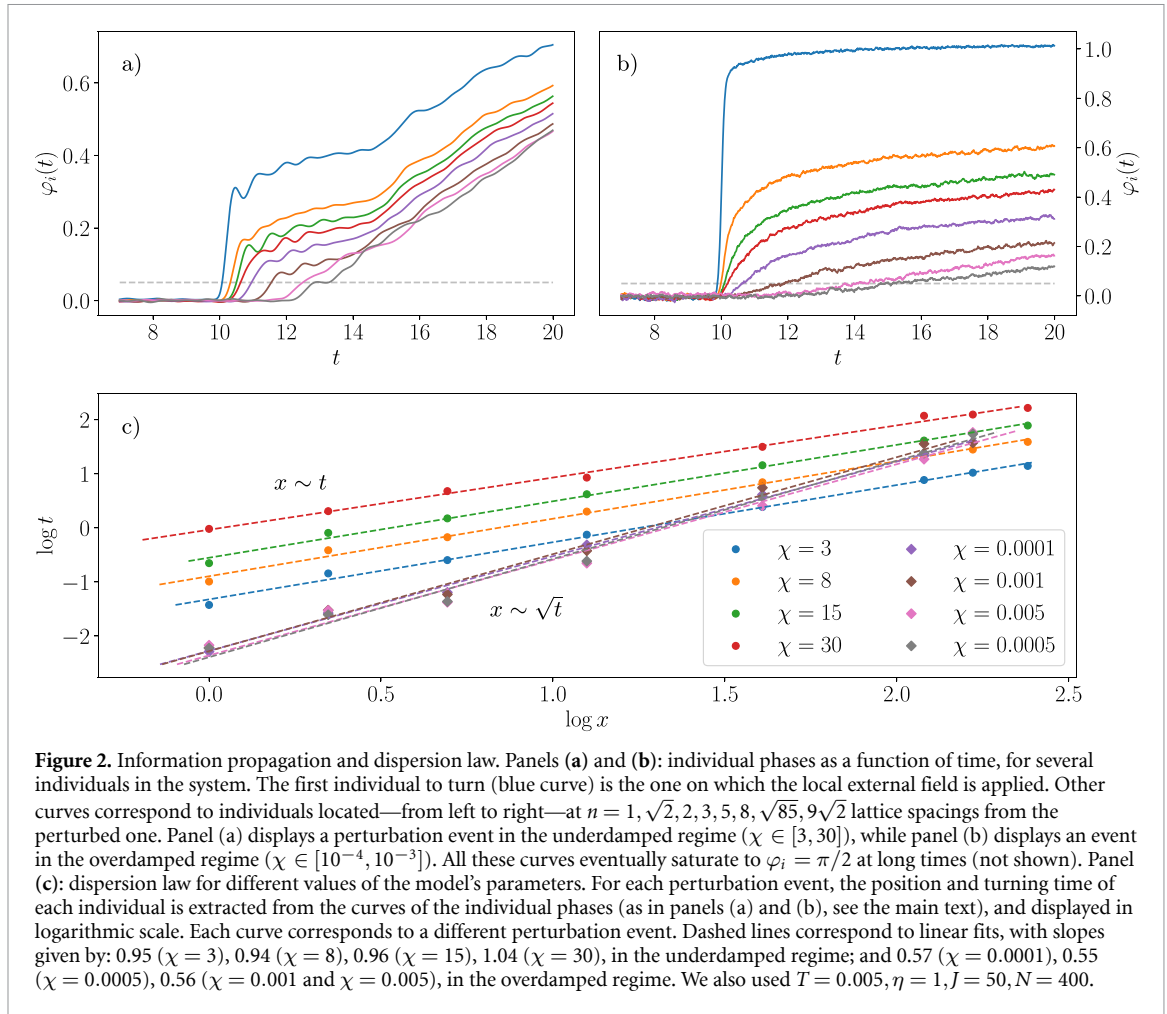 a)
0.6
0.4
0.2
0.0
φᵢ(t)
8
10
12
14
16
18
20
t
b)
1.0
0.8
0.6
0.4
0.2
0.0
φᵢ(t)
8
10
12
14
16
18
20
t
c)
2
1
0
−1
−2
log t
x ∼ t
x ∼ √t
χ = 3
χ = 8
χ = 15
χ = 30
χ = 0.0001
χ = 0.001
χ = 0.005
χ = 0.0005
0.0
0.5
1.0
1.5
2.0
2.5
log x
Figure 2. Information propagation and dispersion law. Panels (a) and (b): individual phases as a function of time, for several
individuals in the system. The first individual to turn (blue curve) is the one on which the local external field is applied. Other
curves correspond to individuals located—from left to right—at n = 1, √2, 2, 3, 5, 8, √85, 9√2 lattice spacings from the
perturbed one. Panel (a) displays a perturbation event in the underdamped regime (χ ∈ [3, 30]), while panel (b) displays an event
in the overdamped regime (χ ∈ [10⁻⁴, 10⁻³]). All these curves eventually saturate to φᵢ = π/2 at long times (not shown). Panel
(c): dispersion law for different values of the model's parameters. For each perturbation event, the position and turning time of
each individual is extracted from the curves of the individual phases (as in panels (a) and (b), see the main text), and displayed in
logarithmic scale. Each curve corresponds to a different perturbation event. Dashed lines correspond to linear fits, with slopes
given by: 0.95 (χ = 3), 0.94 (χ = 8), 0.96 (χ = 15), 1.04 (χ = 30), in the underdamped regime; and 0.57 (χ = 0.0001), 0.55
(χ = 0.0005), 0.56 (χ = 0.001 and χ = 0.005), in the overdamped regime. We also used T = 0.005, η = 1, J = 50, N = 400.